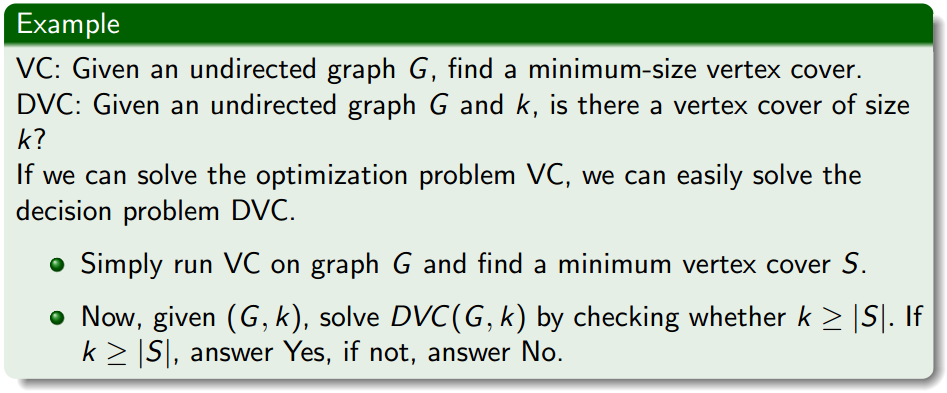 Example
VC: Given an undirected graph G, find a minimum-size vertex cover.
DVC: Given an undirected graph G and k, is there a vertex cover of size
k?
If we can solve the optimization problem VC, we can easily solve the
decision problem DVC.
Simply run VC on graph G and find a minimum vertex cover S.
Now, given (G, k), solve DVC(G, k) by checking whether k ≥ |S|. If
k ≥ |S|, answer Yes, if not, answer No.